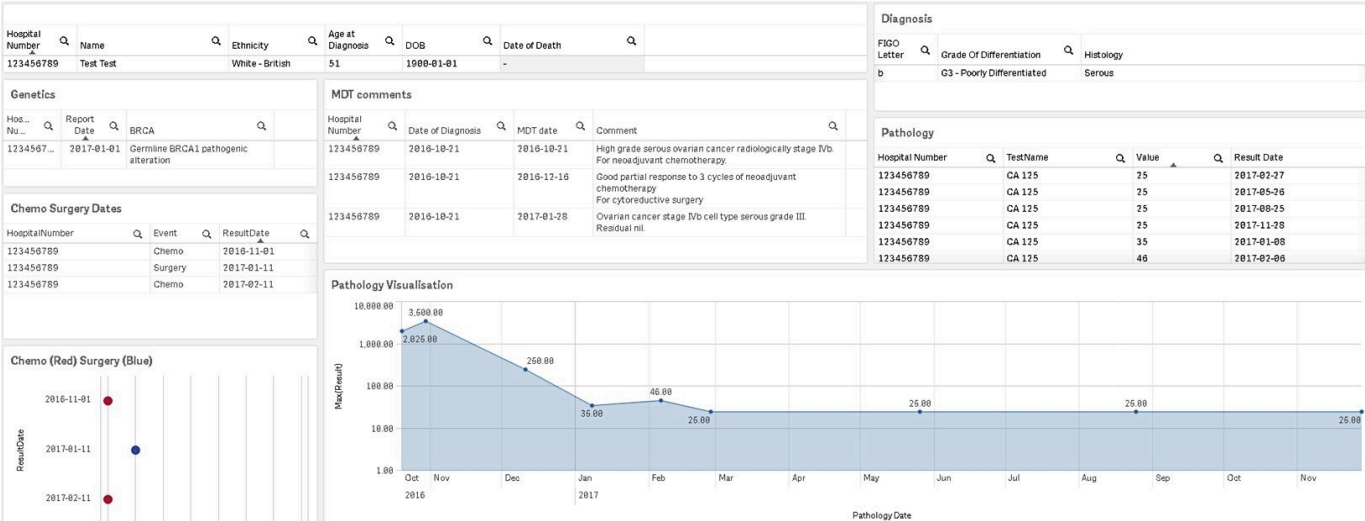 Hospital Number Name Ethnicity Age at Diagnosis DOB Date of Death
123456789 Test Test White - British 51 1900-01-01 -
Diagnosis
FIGO Letter Grade Of Differentiation Histology
b G3 - Poorly Differentiated Serous
Genetics
Hos... Nu... Report Date BRCA
1234567... 2017-01-01 Germline BRCA1 pathogenic
alteration
MDT comments
Hospital Number Date of Diagnosis MDT date Comment
123456789 2016-10-21 2016-10-21 High grade serous ovarian cancer radiologically stage IVb.
For neoadjuvant chemotherapy.
123456789 2016-10-21 2016-12-16 Good partial response to 3 cycles of neoadjuvant
chemotherapy
For cytoreductive surgery
123456789 2016-10-21 2017-01-28 Ovarian cancer stage IVb cell type serous grade III.
Residual nil.
Pathology
Hospital Number TestName Value Result Date
123456789 CA 125 25 2017-02-27
123456789 CA 125 25 2017-05-26
123456789 CA 125 25 2017-08-25
123456789 CA 125 25 2017-11-28
123456789 CA 125 35 2017-01-08
123456789 CA 125 46 2017-02-06
Chemo Surgery Dates
HospitalNumber Event ResultDate
123456789 Chemo 2016-11-01
123456789 Surgery 2017-01-11
123456789 Chemo 2017-02-11
Chemo (Red) Surgery (Blue)
ResultDate
2016-11-01
2017-01-11
2017-02-11
Pathology Visualisation
Max(Result)
10,000.00
1,000.00
100.00
10.00
1.00
35.00
46.00
25.00
25.00
25.00
25.00
Oct Nov Dec Jan Feb Mar Apr May Jun Jul Aug Sep Oct Nov
2016 2017
Pathology Date